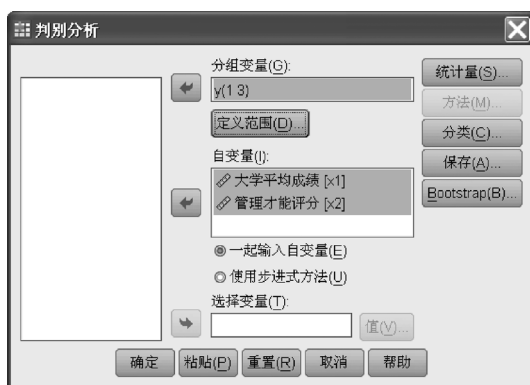 判别分析
分组变量(G):
y(1 3)
定义范围(D)...
自变量(I):
大学平均成绩 [x1]
管理才能评分 [x2]
一起输入自变量(E)
使用步进式方法(U)
选择变量(T):
值(V)...
统计量(S)...
方法(M)...
分类(C)...
保存(A)...
Bootstrap(B)...
确定
粘贴(P)
重置(R)
取消
帮助